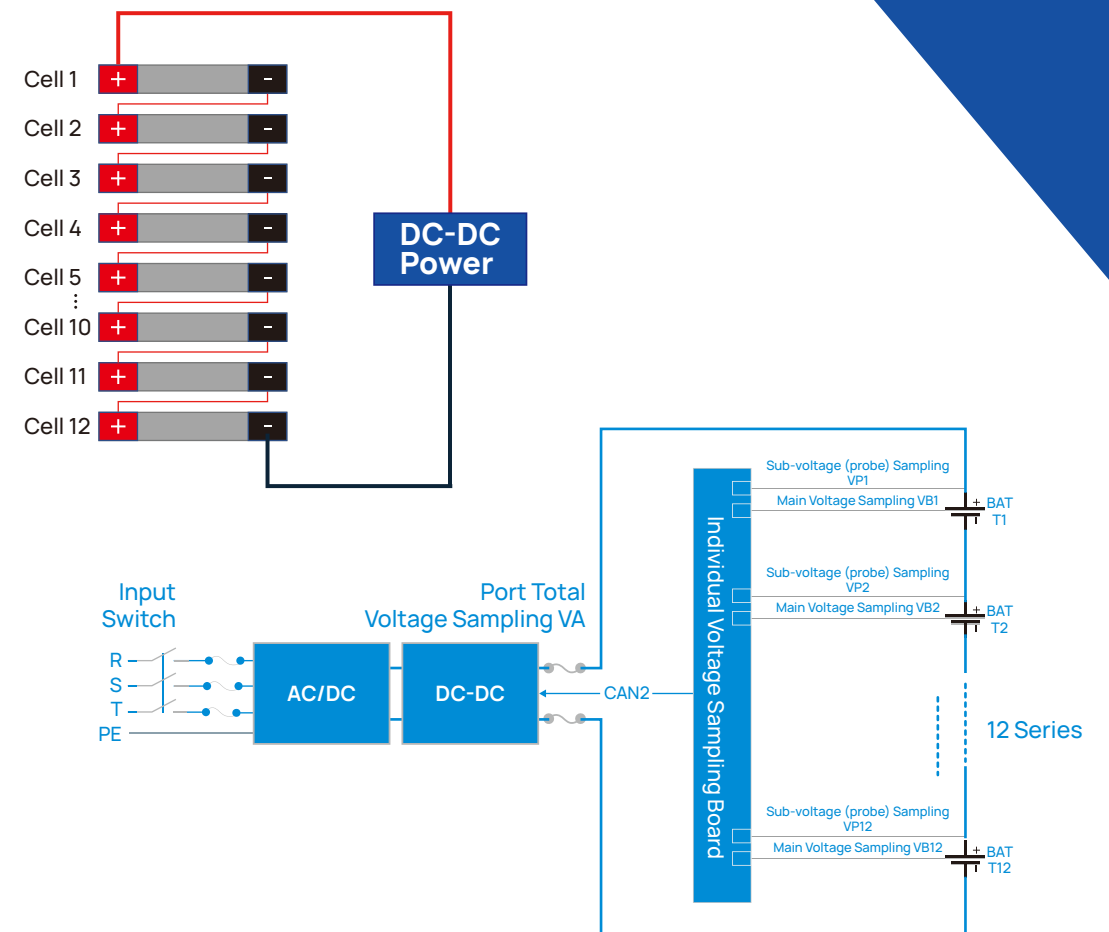 Cell 1
+
-
Cell 2
+
-
Cell 3
+
-
Cell 4
+
-
Cell 5
+
-
⋮
Cell 10
+
-
Cell 11
+
-
Cell 12
+
-
DC-DC
Power
Input
Switch
R
S
T
PE
AC/DC
DC-DC
Port Total
Voltage Sampling VA
CAN2
Individual Voltage Sampling Board
Sub-voltage (probe) Sampling
VP1
Main Voltage Sampling VB1
+
-
BAT
T1
Sub-voltage (probe) Sampling
VP2
Main Voltage Sampling VB2
+
-
BAT
T2
12 Series
Sub-voltage (probe) Sampling
VP12
Main Voltage Sampling VB12
+
-
BAT
T12